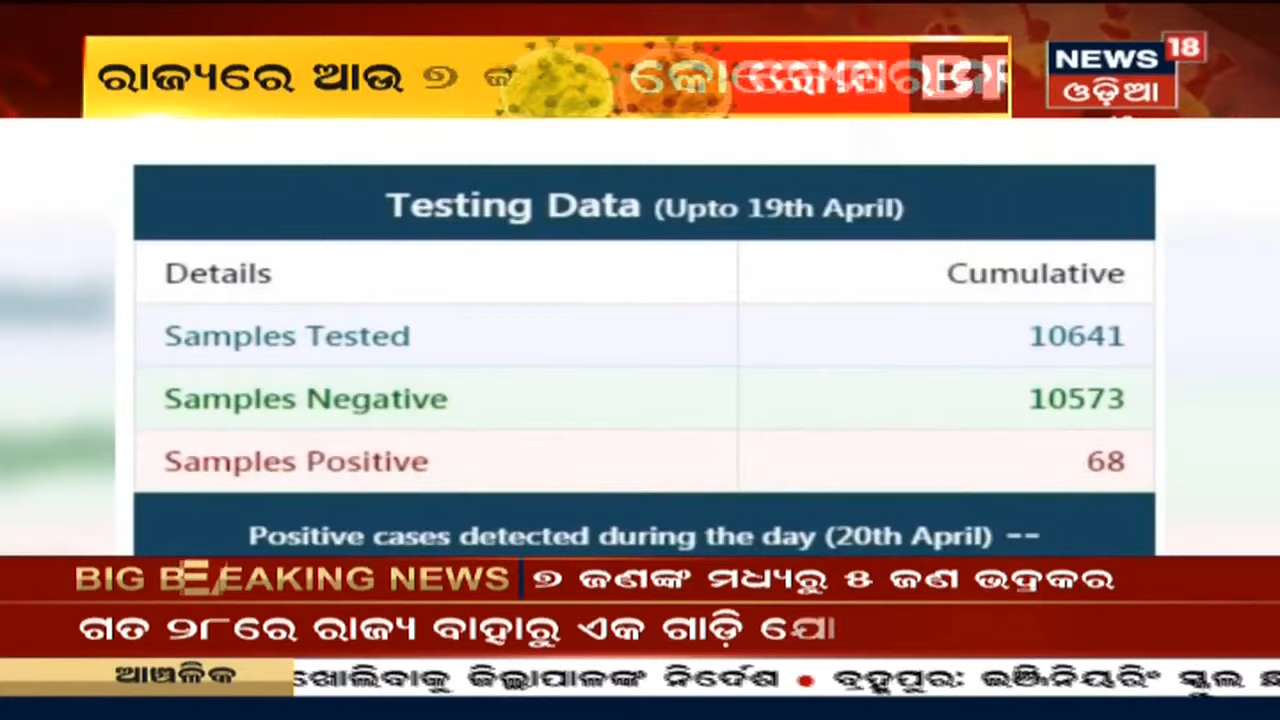 ରାଜ୍ୟରେ ଆଉ ୭ ଜ
NEWS 18
ଓଡ଼ିଆ
Testing Data (Upto 19th April)
Details Cumulative
Samples Tested 10641
Samples Negative 10573
Samples Positive 68
Positive cases detected during the day (20th April) --
BIG BREAKING NEWS ୭ ଜଣଙ୍କ ମଧ୍ୟରୁ ୫ ଜଣ ଭଦ୍ରକର
ଗତ ୨୮ରେ ରାଜ୍ୟ ବାହାରୁ ଏକ ଗାଡ଼ି ଯୋ
ଆଞ୍ଚଳିକ ଖୋଲିବାକୁ ଜିଲ୍ଲାପାଳଙ୍କ ନିର୍ଦେଶ • ବ୍ରହ୍ମପୁର: ଇଞ୍ଜିନିୟରିଂ ସ୍କୁଲ